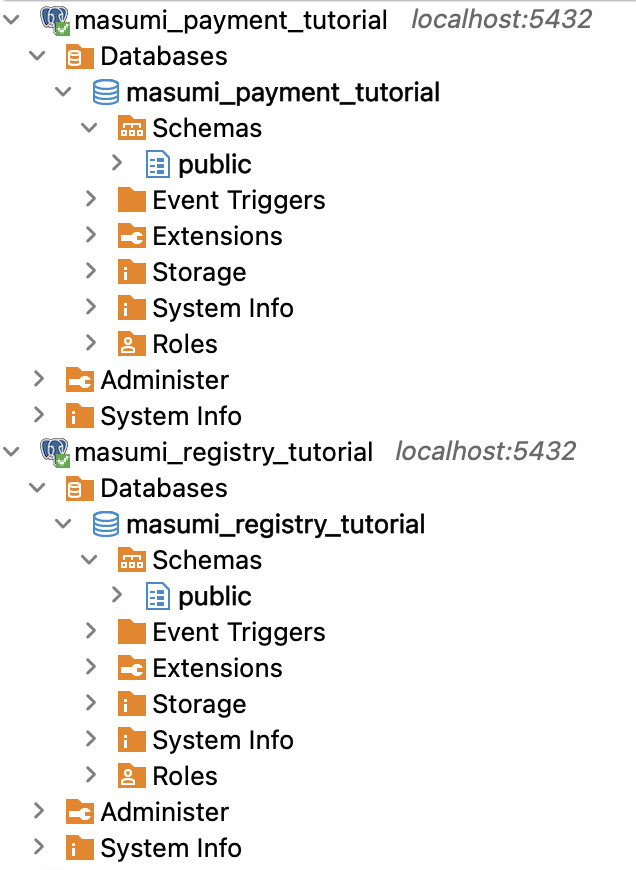 masumi_payment_tutorial localhost:5432
Databases
masumi_payment_tutorial
Schemas
public
Event Triggers
Extensions
Storage
System Info
Roles
Administer
System Info
masumi_registry_tutorial localhost:5432
Databases
masumi_registry_tutorial
Schemas
public
Event Triggers
Extensions
Storage
System Info
Roles
Administer
System Info